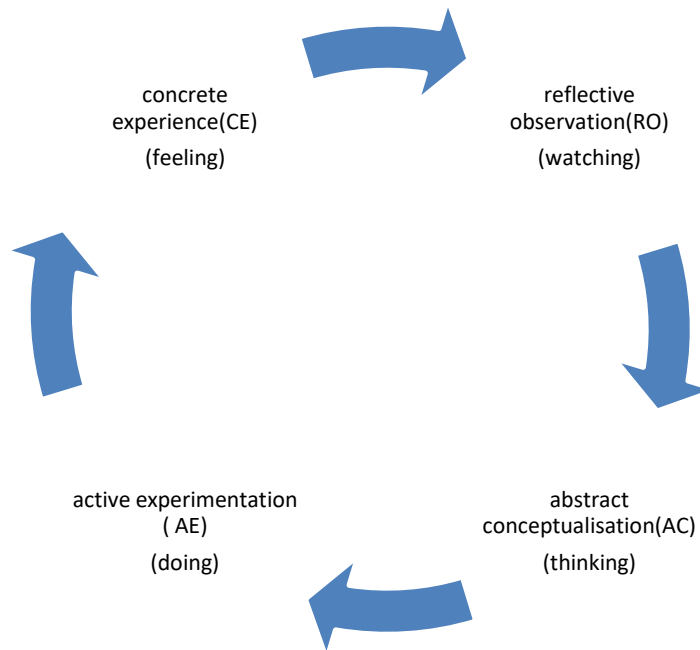 concrete
experience(CE)
(feeling)
reflective
observation(RO)
(watching)
abstract
conceptualisation(AC)
(thinking)
active experimentation
( AE)
(doing)